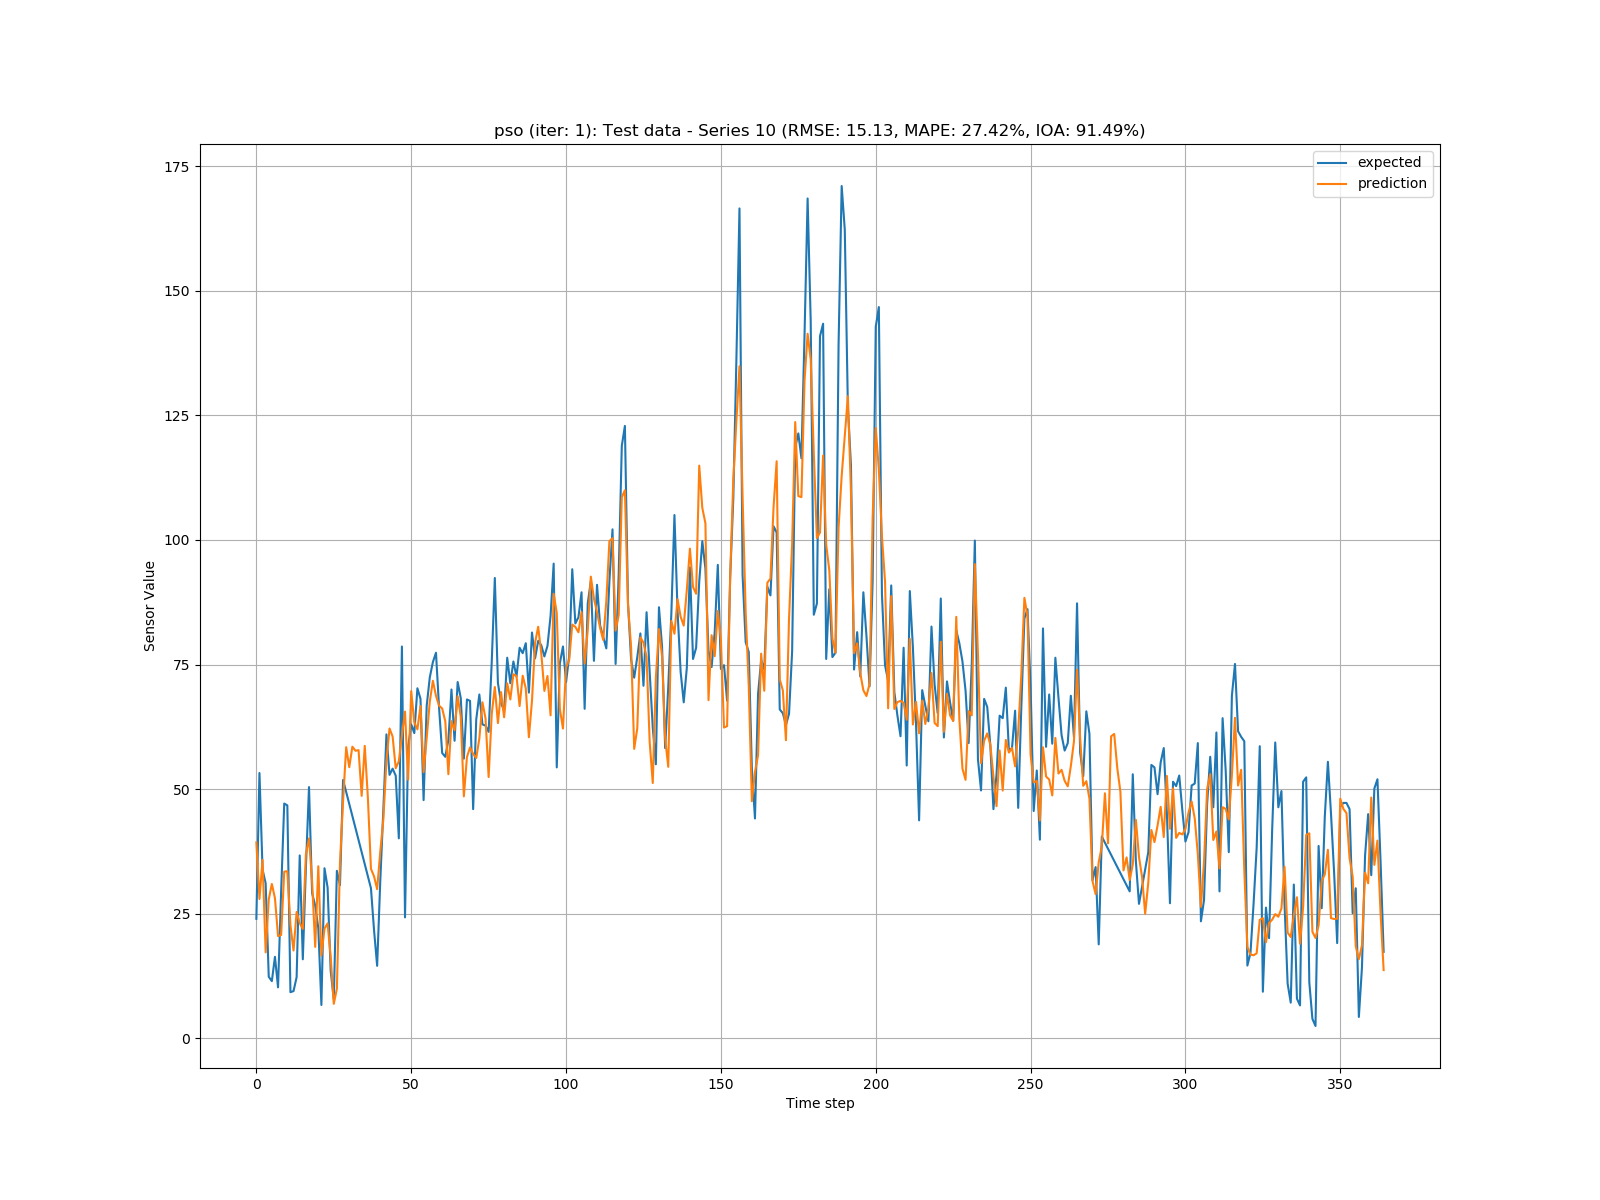 pso (iter: 1): Test data - Series 10 (RMSE: 15.13, MAPE: 27.42%, IOA: 91.49%)
expected
prediction
175
150
125
100
75
50
25
0
Sensor Value
0 50 100 150 200 250 300 350
Time step